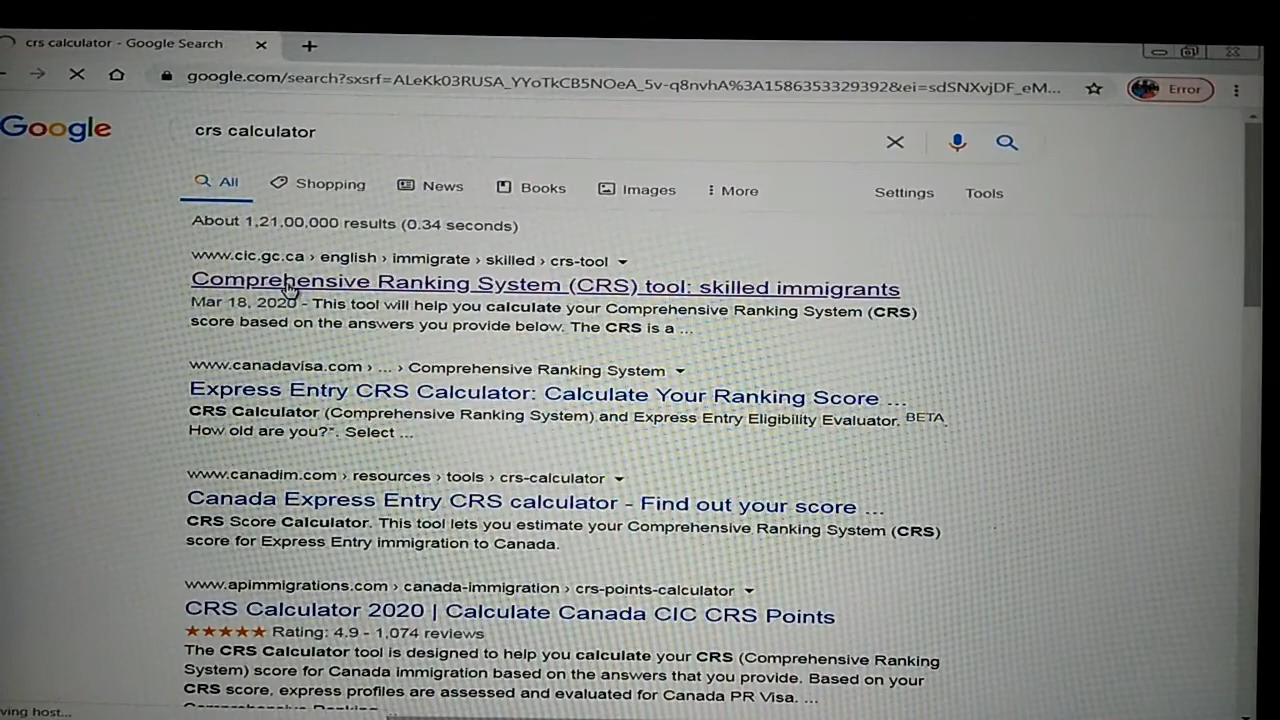 crs calculator - Google Search
google.com/search?sxsrf=ALeKk03RUSA_YYoTkCB5NOeA_5v-q8nvhA%3A1586353329392&ei=sdSNXvjDF_eM...
Error
Google
crs calculator
All Shopping News Books Images More Settings Tools
About 1,21,00,000 results (0.34 seconds)
www.cic.gc.ca › english › immigrate › skilled › crs-tool
Comprehensive Ranking System (CRS) tool: skilled immigrants
Mar 18, 2020 - This tool will help you calculate your Comprehensive Ranking System (CRS)
score based on the answers you provide below. The CRS is a ...
www.canadavisa.com › ... › Comprehensive Ranking System
Express Entry CRS Calculator: Calculate Your Ranking Score ...
CRS Calculator (Comprehensive Ranking System) and Express Entry Eligibility Evaluator. BETA.
How old are you?*. Select ...
www.canadim.com › resources › tools › crs-calculator
Canada Express Entry CRS calculator - Find out your score ...
CRS Score Calculator. This tool lets you estimate your Comprehensive Ranking System (CRS)
score for Express Entry immigration to Canada.
www.apimmigrations.com › canada-immigration › crs-points-calculator
CRS Calculator 2020 | Calculate Canada CIC CRS Points
★★★★★ Rating: 4.9 - 1,074 reviews
The CRS Calculator tool is designed to help you calculate your CRS (Comprehensive Ranking
System) score for Canada immigration based on the answers that you provide. Based on your
CRS score, express profiles are assessed and evaluated for Canada PR Visa. ...
ving host...